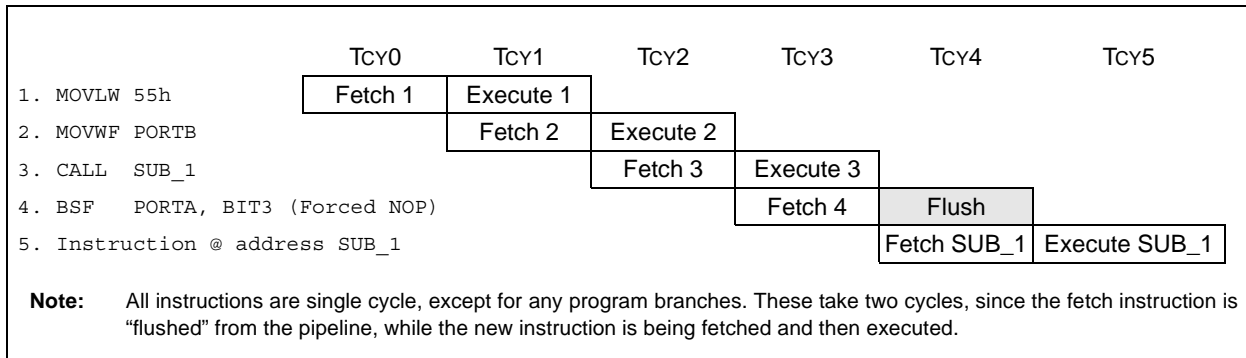 TCY0 TCY1 TCY2 TCY3 TCY4 TCY5
1. MOVLW 55h Fetch 1 Execute 1
2. MOVWF PORTB Fetch 2 Execute 2
3. CALL SUB_1 Fetch 3 Execute 3
4. BSF PORTA, BIT3 (Forced NOP) Fetch 4 Flush
5. Instruction @ address SUB_1 Fetch SUB_1 Execute SUB_1
Note: All instructions are single cycle, except for any program branches. These take two cycles, since the fetch instruction is
“flushed” from the pipeline, while the new instruction is being fetched and then executed.